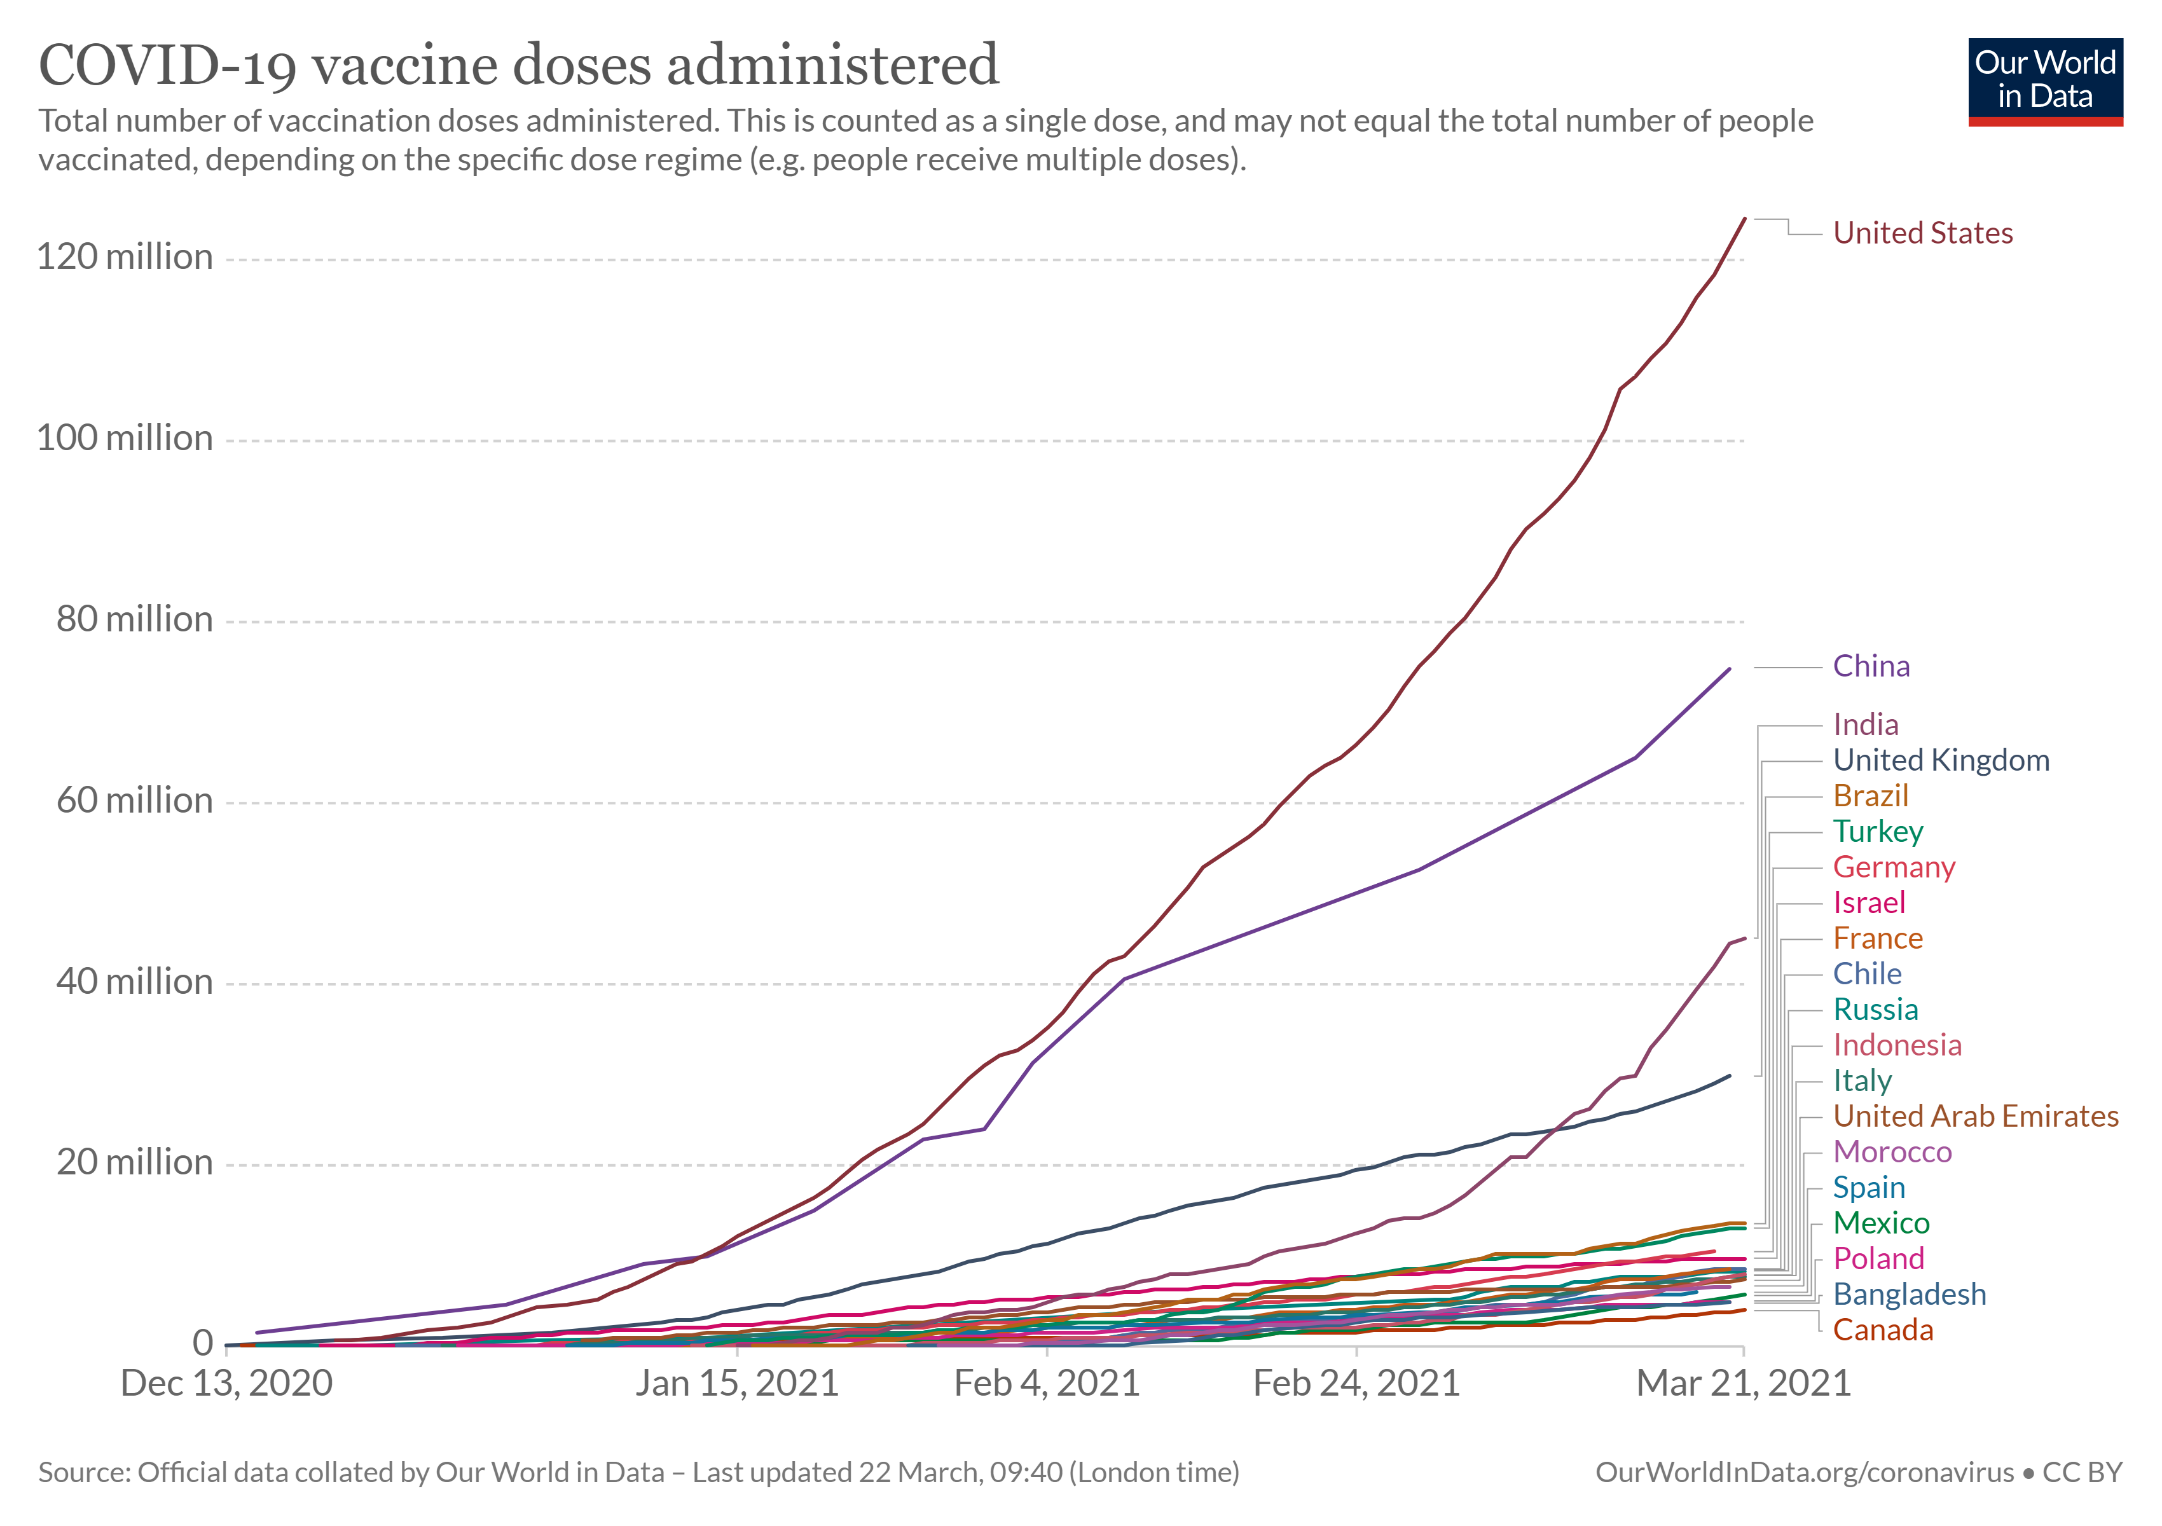 COVID-19 vaccine doses administered
Our World
in Data
Total number of vaccination doses administered. This is counted as a single dose, and may not equal the total number of people
vaccinated, depending on the specific dose regime (e.g. people receive multiple doses).
120 million
100 million
80 million
60 million
40 million
20 million
0
United States
China
India
United Kingdom
Brazil
Turkey
Germany
Israel
France
Chile
Russia
Indonesia
Italy
United Arab Emirates
Morocco
Spain
Mexico
Poland
Bangladesh
Canada
Dec 13, 2020
Jan 15, 2021
Feb 4, 2021
Feb 24, 2021
Mar 21, 2021
Source: Official data collated by Our World in Data – Last updated 22 March, 09:40 (London time)
OurWorldInData.org/coronavirus • CC BY